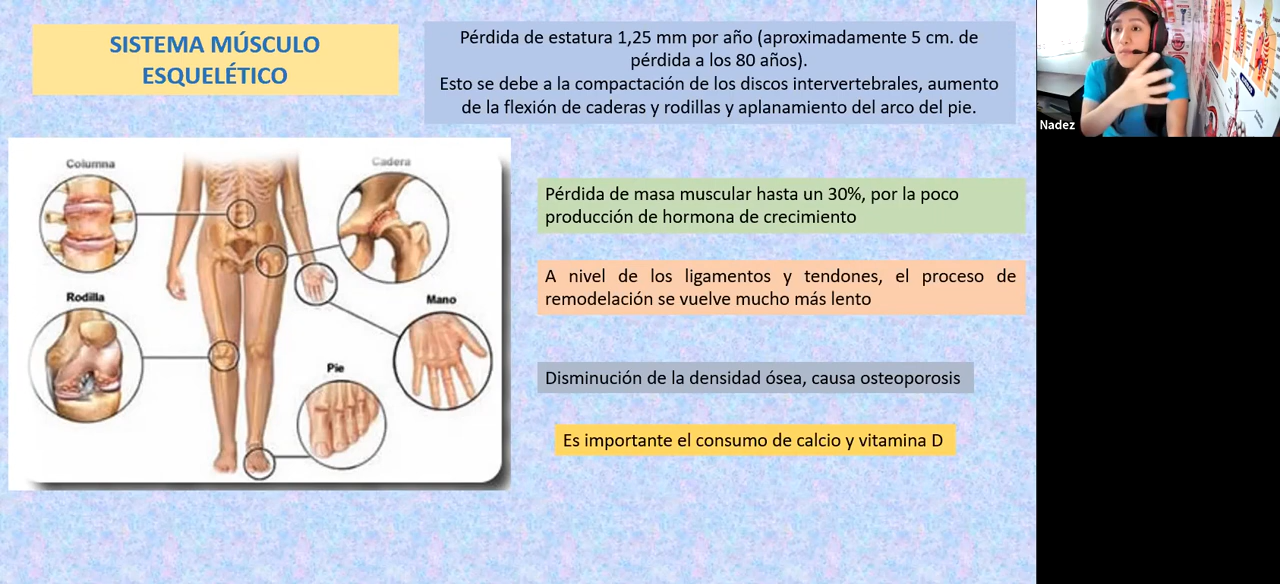 SISTEMA MÚSCULO
ESQUELÉTICO
Pérdida de estatura 1,25 mm por año (aproximadamente 5 cm. de
pérdida a los 80 años).
Esto se debe a la compactación de los discos intervertebrales, aumento
de la flexión de caderas y rodillas y aplanamiento del arco del pie.
Columna
Cadera
Rodilla
Mano
Pie
Pérdida de masa muscular hasta un 30%, por la poco
producción de hormona de crecimiento
A nivel de los ligamentos y tendones, el proceso de
remodelación se vuelve mucho más lento
Disminución de la densidad ósea, causa osteoporosis
Es importante el consumo de calcio y vitamina D
Nadez